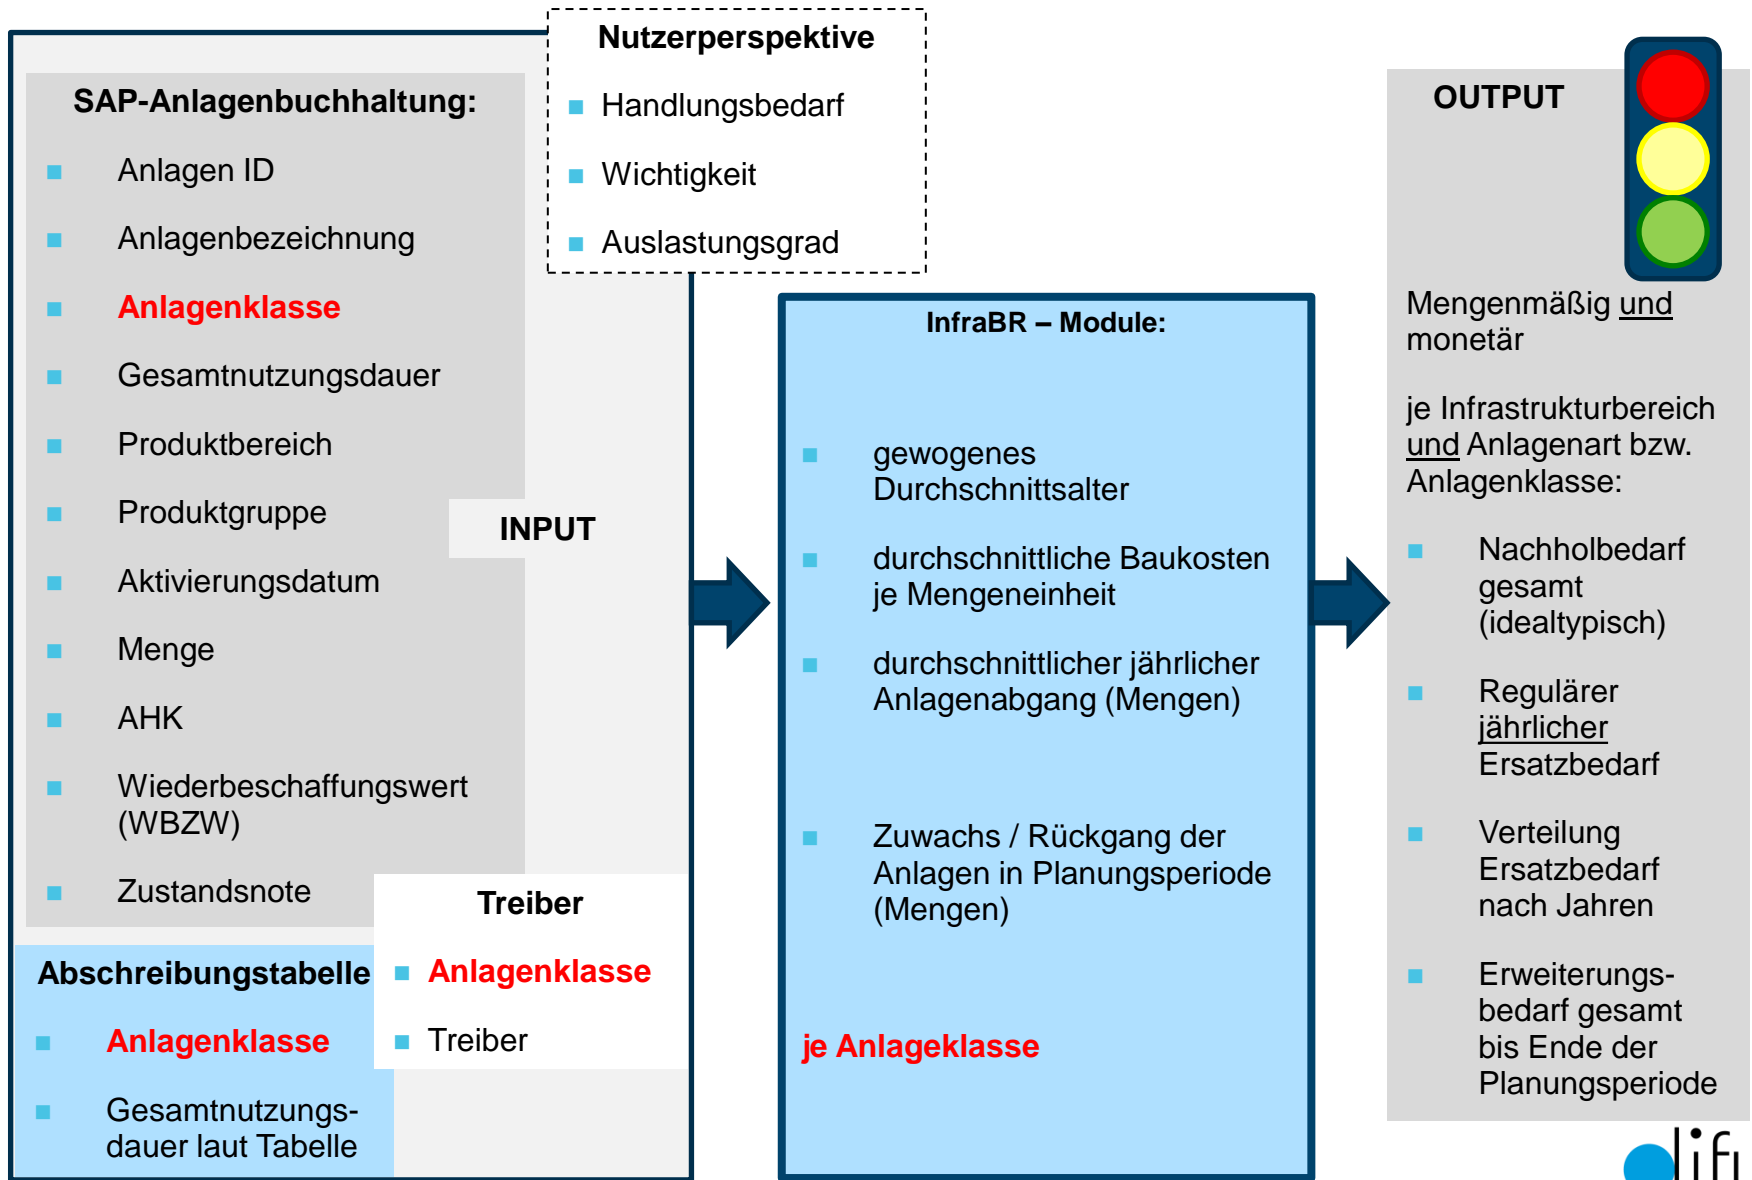 Nutzerperspektive
Handlungsbedarf
Wichtigkeit
Auslastungsgrad
SAP-Anlagenbuchhaltung:
Anlagen ID
Anlagenbezeichnung
Anlagenklasse
Gesamtnutzungsdauer
Produktbereich
Produktgruppe
Aktivierungsdatum
Menge
AHK
Wiederbeschaffungswert
(WBZW)
Zustandsnote
INPUT
Abschreibungstabelle
Anlagenklasse
Gesamtnutzungs-
dauer laut Tabelle
Treiber
Anlagenklasse
Treiber
InfraBR – Module:
gewogenes
Durchschnittsalter
durchschnittliche Baukosten
je Mengeneinheit
durchschnittlicher jährlicher
Anlagenabgang (Mengen)
Zuwachs / Rückgang der
Anlagen in Planungsperiode
(Mengen)
je Anlageklasse
OUTPUT
Mengenmäßig und
monetär
je Infrastrukturbereich
und Anlagenart bzw.
Anlagenklasse:
Nachholbedarf
gesamt
(idealtypisch)
Regulärer
jährlicher
Ersatzbedarf
Verteilung
Ersatzbedarf
nach Jahren
Erweiterungs-
bedarf gesamt
bis Ende der
Planungsperiode